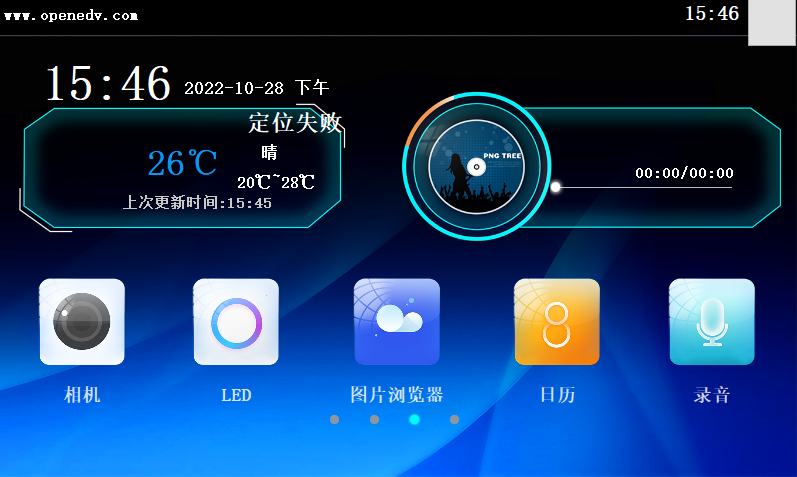 www.openedv.com
15:46
15:46 2022-10-28 下午
定位失败
26℃
晴
20℃~28℃
上次更新时间:15:45
PNG TREE
00:00/00:00
8
相机 LED 图片浏览器 日历 录音